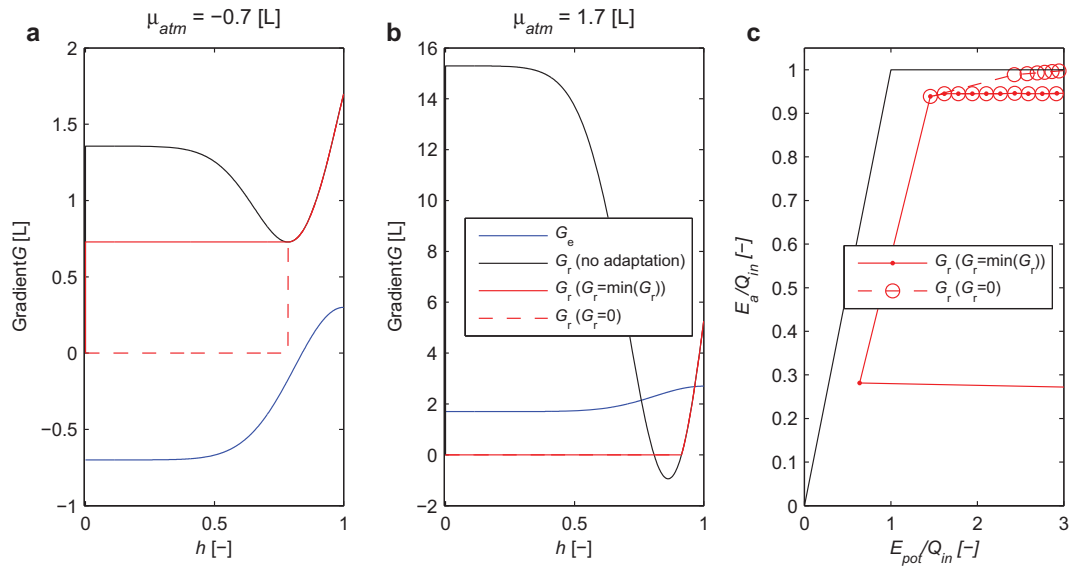 μatm = −0.7 [L]
a
2
1.5
1
0.5
0
−0.5
−1
Gradient G [L]
0
0.5
1
h [−]
μatm = 1.7 [L]
b
16
14
12
10
8
6
4
2
0
−2
Gradient G [L]
0
0.5
1
h [−]
Ge
Gr (no adaptation)
Gr (Gr=min(Gr))
Gr (Gr=0)
c
1
0.9
0.8
0.7
0.6
0.5
0.4
0.3
0.2
0.1
0
Ea/Qin [−]
0
1
2
3
Epot/Qin [−]
Gr (Gr=min(Gr))
Gr (Gr=0)